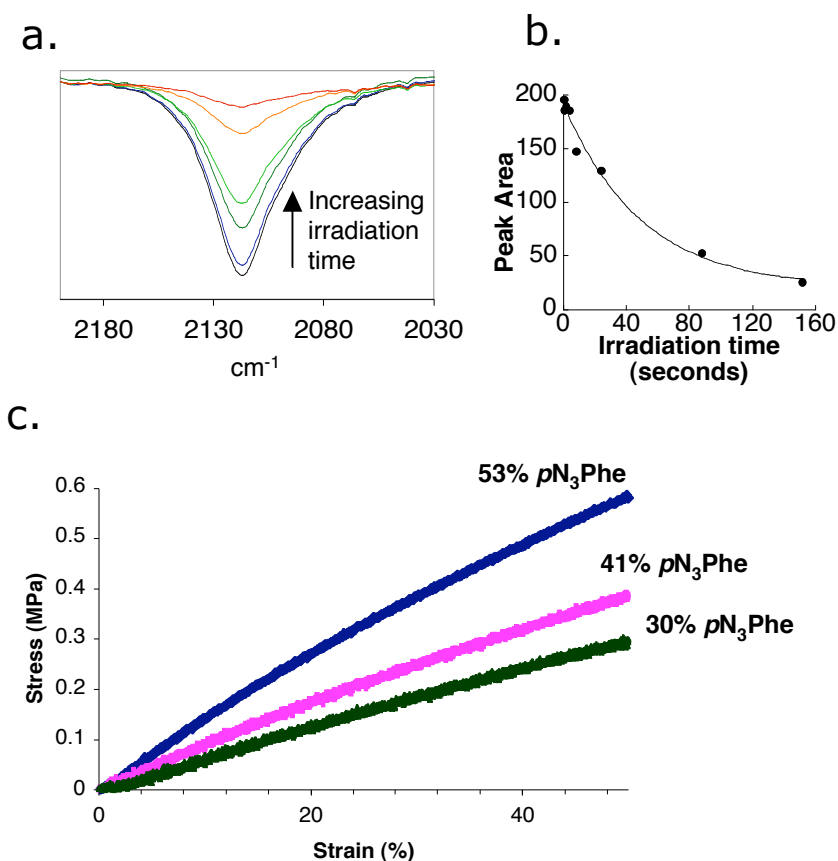 a.
Increasing
irradiation
time
2180 2130 2080 2030
cm-1
b.
Peak Area
200
150
100
50
0
0 40 80 120 160
Irradiation time
(seconds)
c.
Stress (MPa)
0.6
0.5
0.4
0.3
0.2
0.1
0
53% pN3Phe
41% pN3Phe
30% pN3Phe
0 20 40
Strain (%)